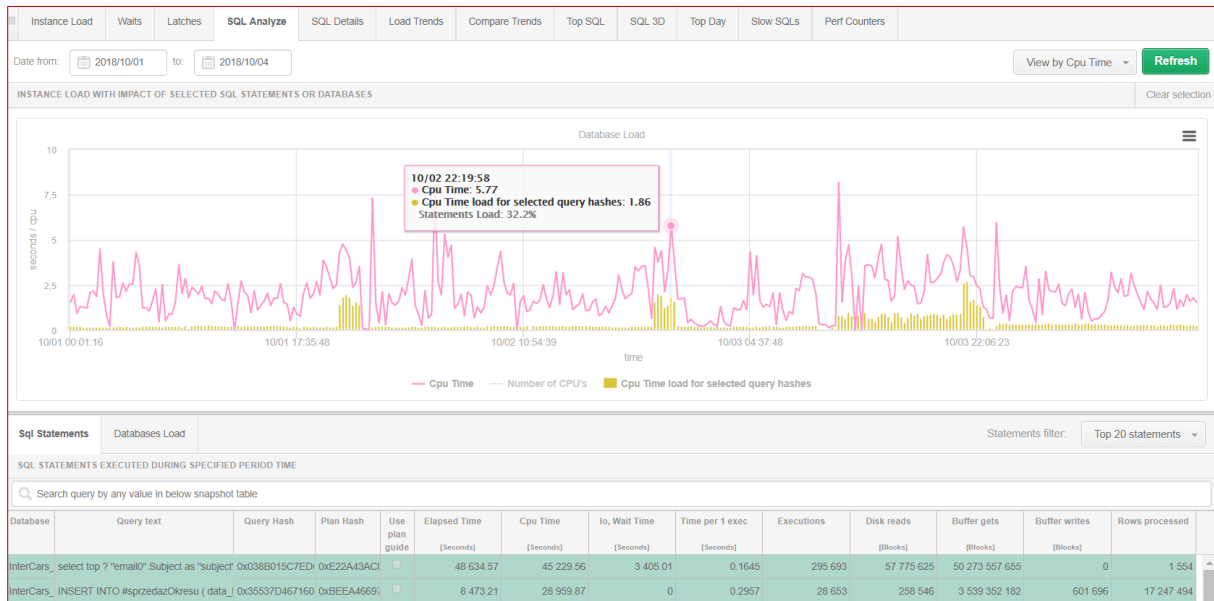 Instance Load Waits Latches SQL Analyze SQL Details Load Trends Compare Trends Top SQL SQL 3D Top Day Slow SQLs Perf Counters
Date from: 2018/10/01 to: 2018/10/04 View by Cpu Time Refresh
INSTANCE LOAD WITH IMPACT OF SELECTED SQL STATEMENTS OR DATABASES Clear selection
Database Load
10
7,5
5
2,5
0
seconds / cpu
10/02 22:19:58
Cpu Time: 5.77
Cpu Time load for selected query hashes: 1.86
Statements Load: 32.2%
10/01 00:01:16 10/01 17:35:48 10/02 10:54:39 10/03 04:37:48 10/03 22:06:23
time
Cpu Time Number of CPU's Cpu Time load for selected query hashes
Sql Statements Databases Load Statements filter: Top 20 statements
SQL STATEMENTS EXECUTED DURING SPECIFIED PERIOD TIME
Search query by any value in below snapshot table
Database Query text Query Hash Plan Hash Use plan guide Elapsed Time [Seconds] Cpu Time [Seconds] Io, Wait Time [Seconds] Time per 1 exec [Seconds] Executions Disk reads [Blocks] Buffer gets [Blocks] Buffer writes [Blocks] Rows processed
InterCars_ select top ? "email0".Subject as "subject" 0x038B015C7ED 0xE22A43AC 48 634.57 45 229.56 3 405.01 0.1645 295 693 57 775 625 50 273 557 655 0 1 554
InterCars_ INSERT INTO #sprzedazOkresu ( data_ 0x35537D467160 0xBEEA4669 8 473.21 28 959.87 0 0.2957 28 653 258 546 3 539 352 182 601 696 17 247 494